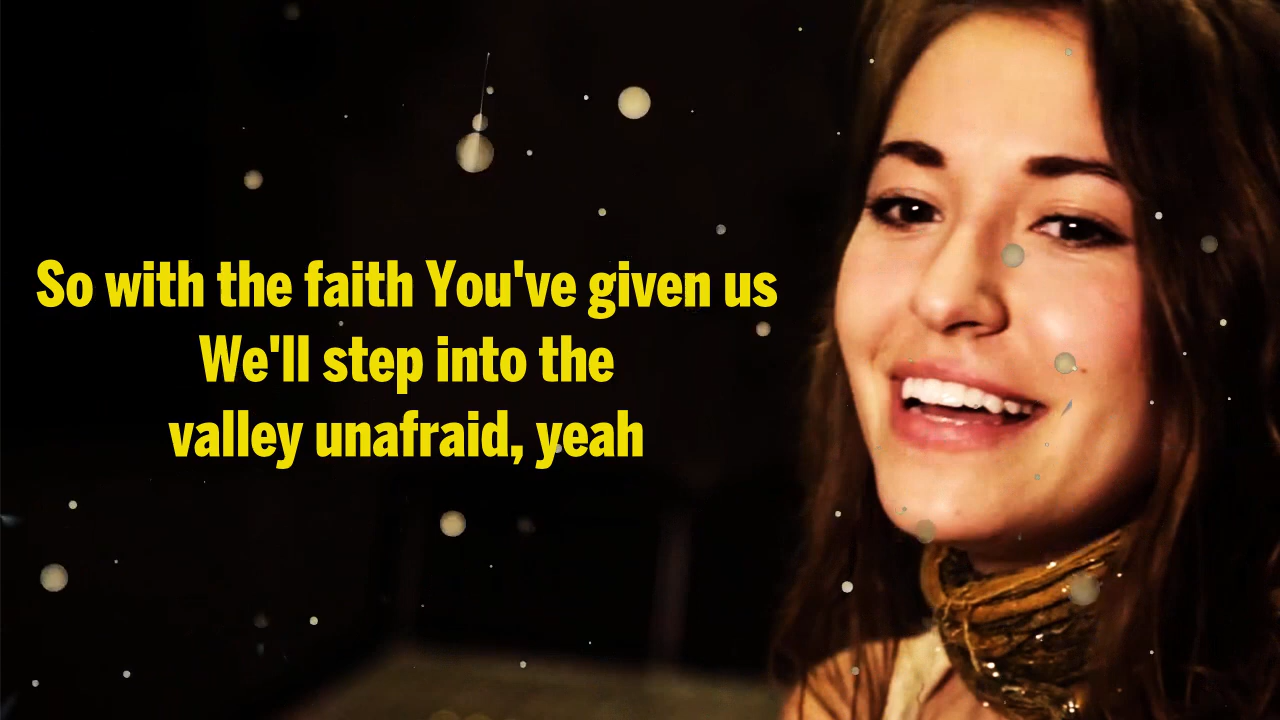 So with the faith You've given us
We'll step into the
valley unafraid, yeah